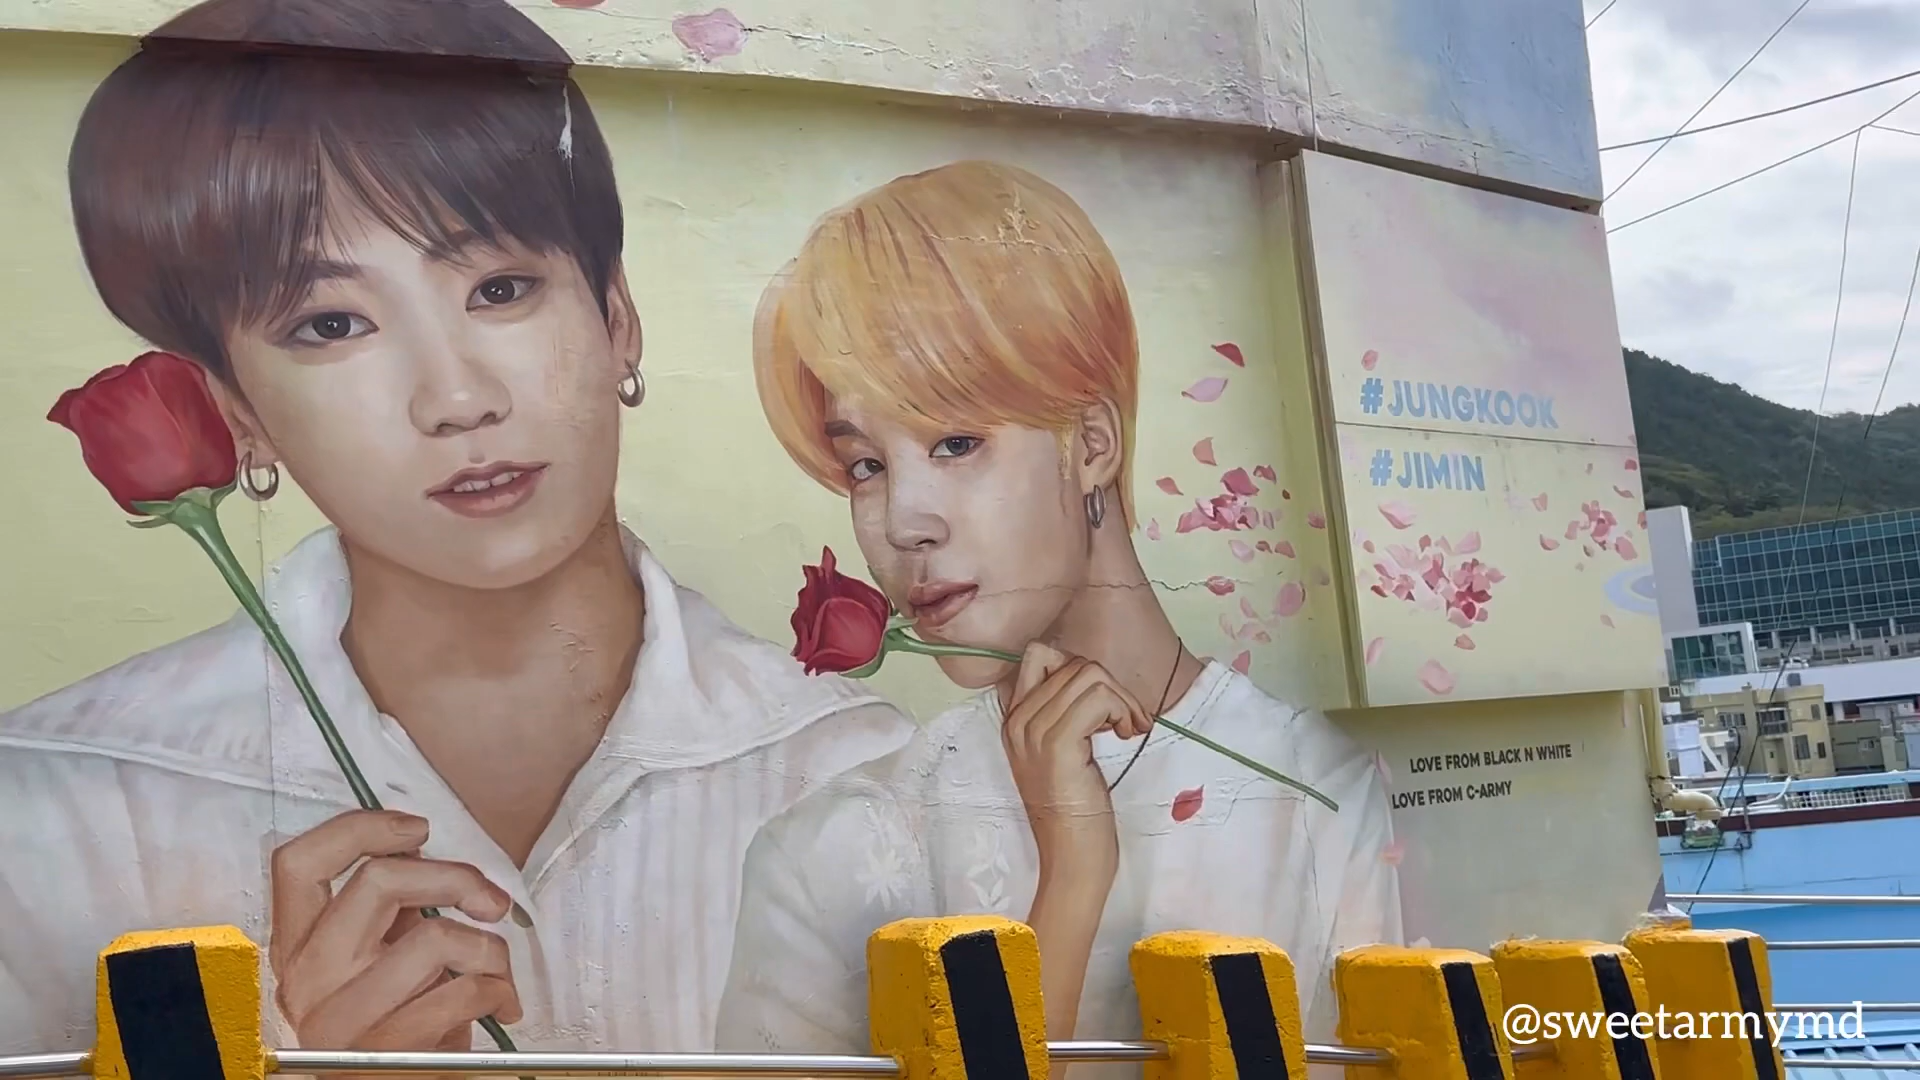 #JUNGKOOK
#JIMIN
LOVE FROM BLACK N WHITE
LOVE FROM C-ARMY
@sweetarmymd